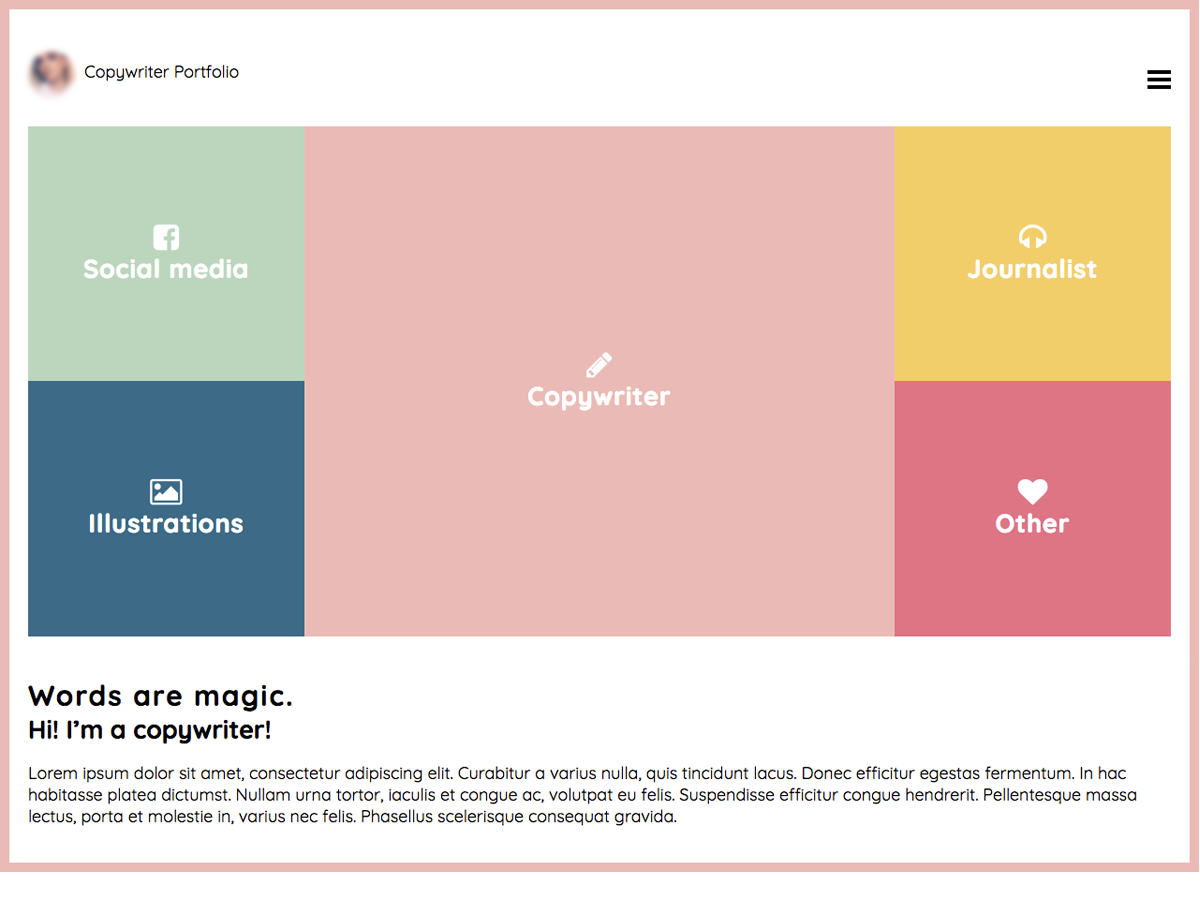 Copywriter Portfolio
Social media
Journalist
Copywriter
Illustrations
Other
Words are magic.
Hi! I’m a copywriter!
Lorem ipsum dolor sit amet, consectetur adipiscing elit. Curabitur a varius nulla, quis tincidunt lacus. Donec efficitur egestas fermentum. In hac
habitasse platea dictumst. Nullam urna tortor, iaculis et congue ac, volutpat eu felis. Suspendisse efficitur congue hendrerit. Pellentesque massa
lectus, porta et molestie in, varius nec felis. Phasellus scelerisque consequat gravida.